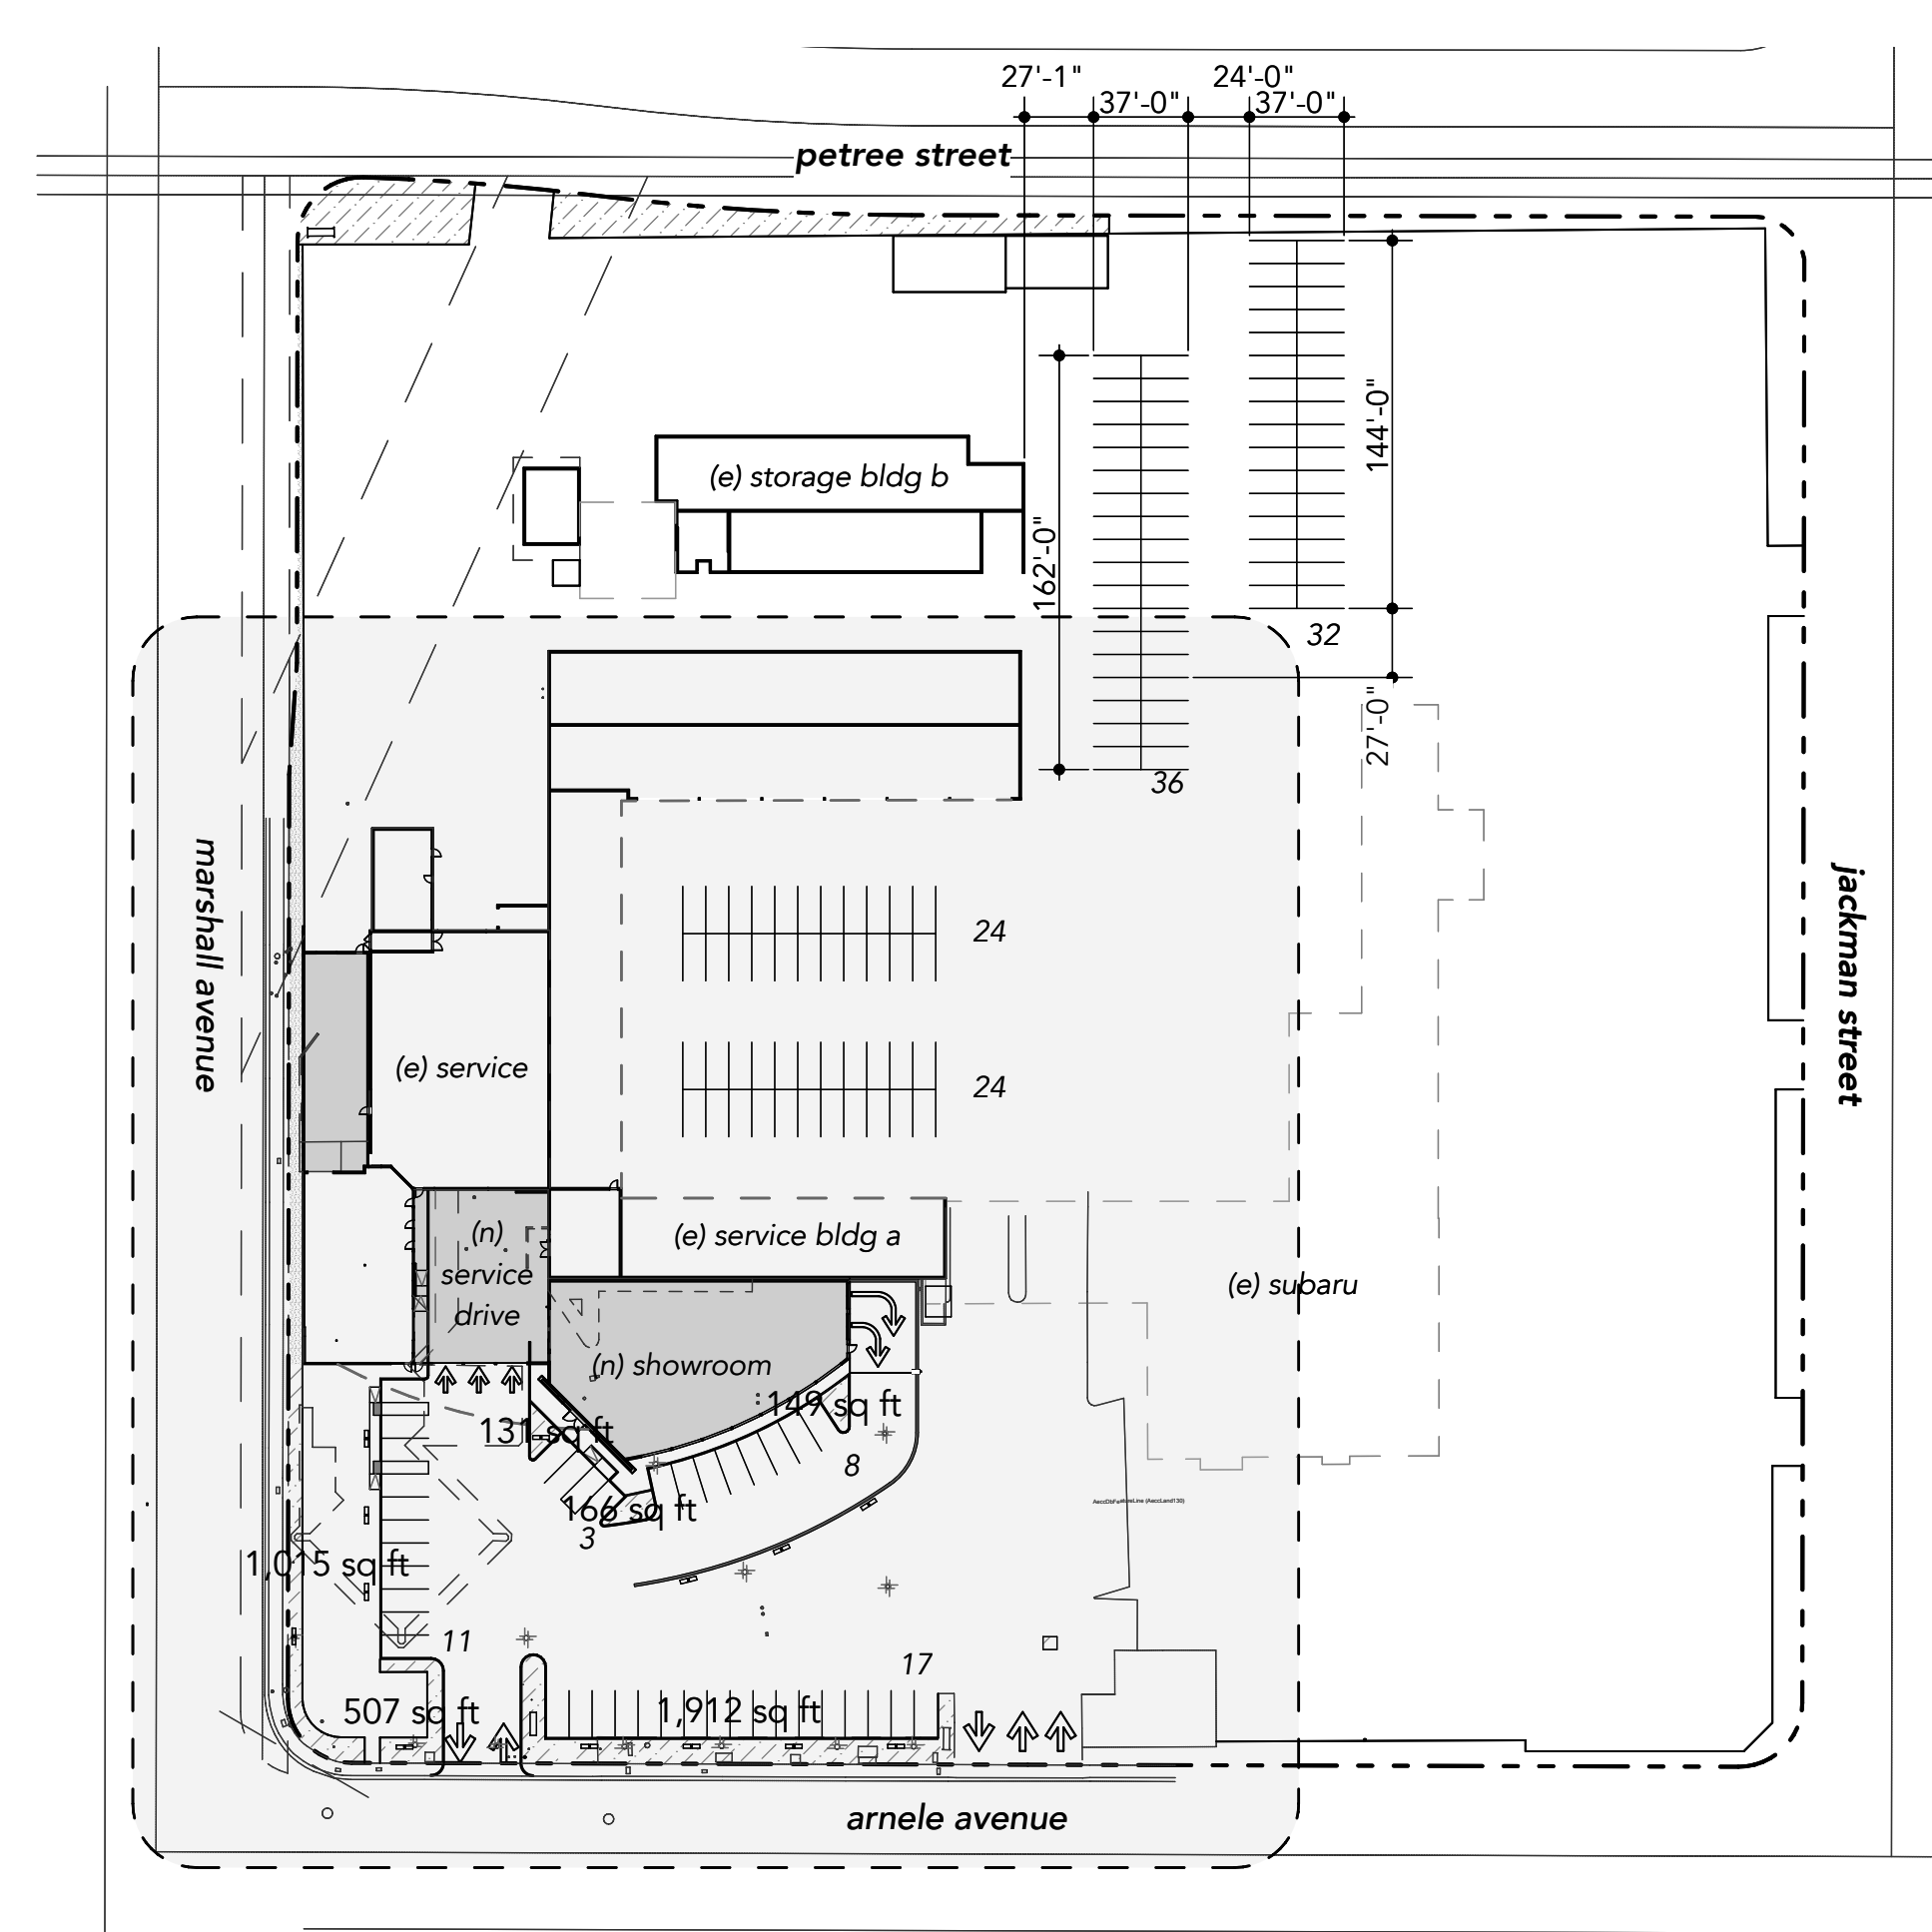 27'-1"
24'-0"
37'-0"
37'-0"
petree street
144'-0"
(e) storage bldg b
162'-0"
32
27'-0"
36
marshall avenue
jackman street
24
(e) service
24
(n)
service
drive
(e) service bldg a
(e) subaru
(n) showroom
149 sq ft
131 sq ft
8
AeccDbFeatureLine (AeccLand130)
166 sq ft
3
1,015 sq ft
11
17
507 sq ft
1,912 sq ft
arnele avenue